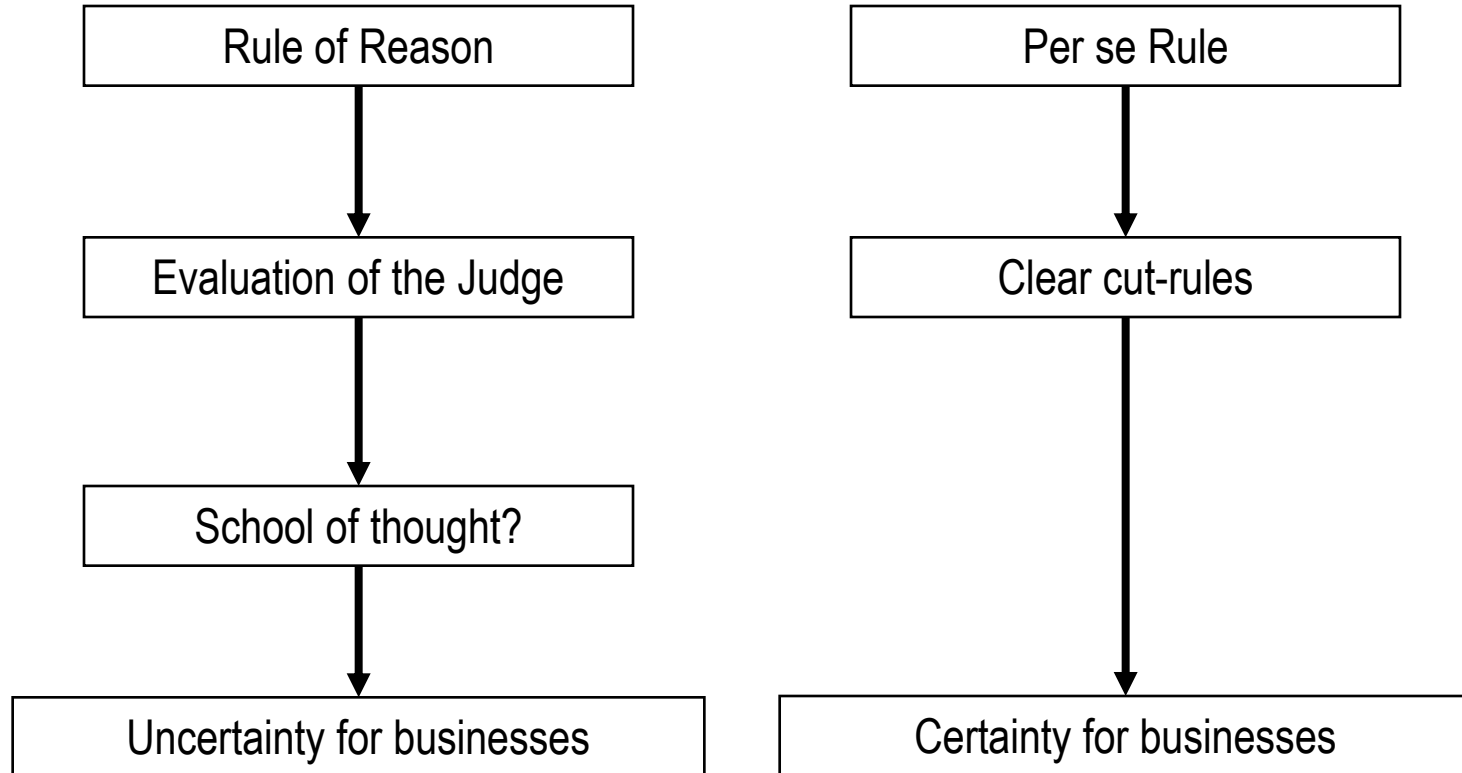 Rule of Reason
Evaluation of the Judge
School of thought?
Uncertainty for businesses
Per se Rule
Clear cut-rules
Certainty for businesses